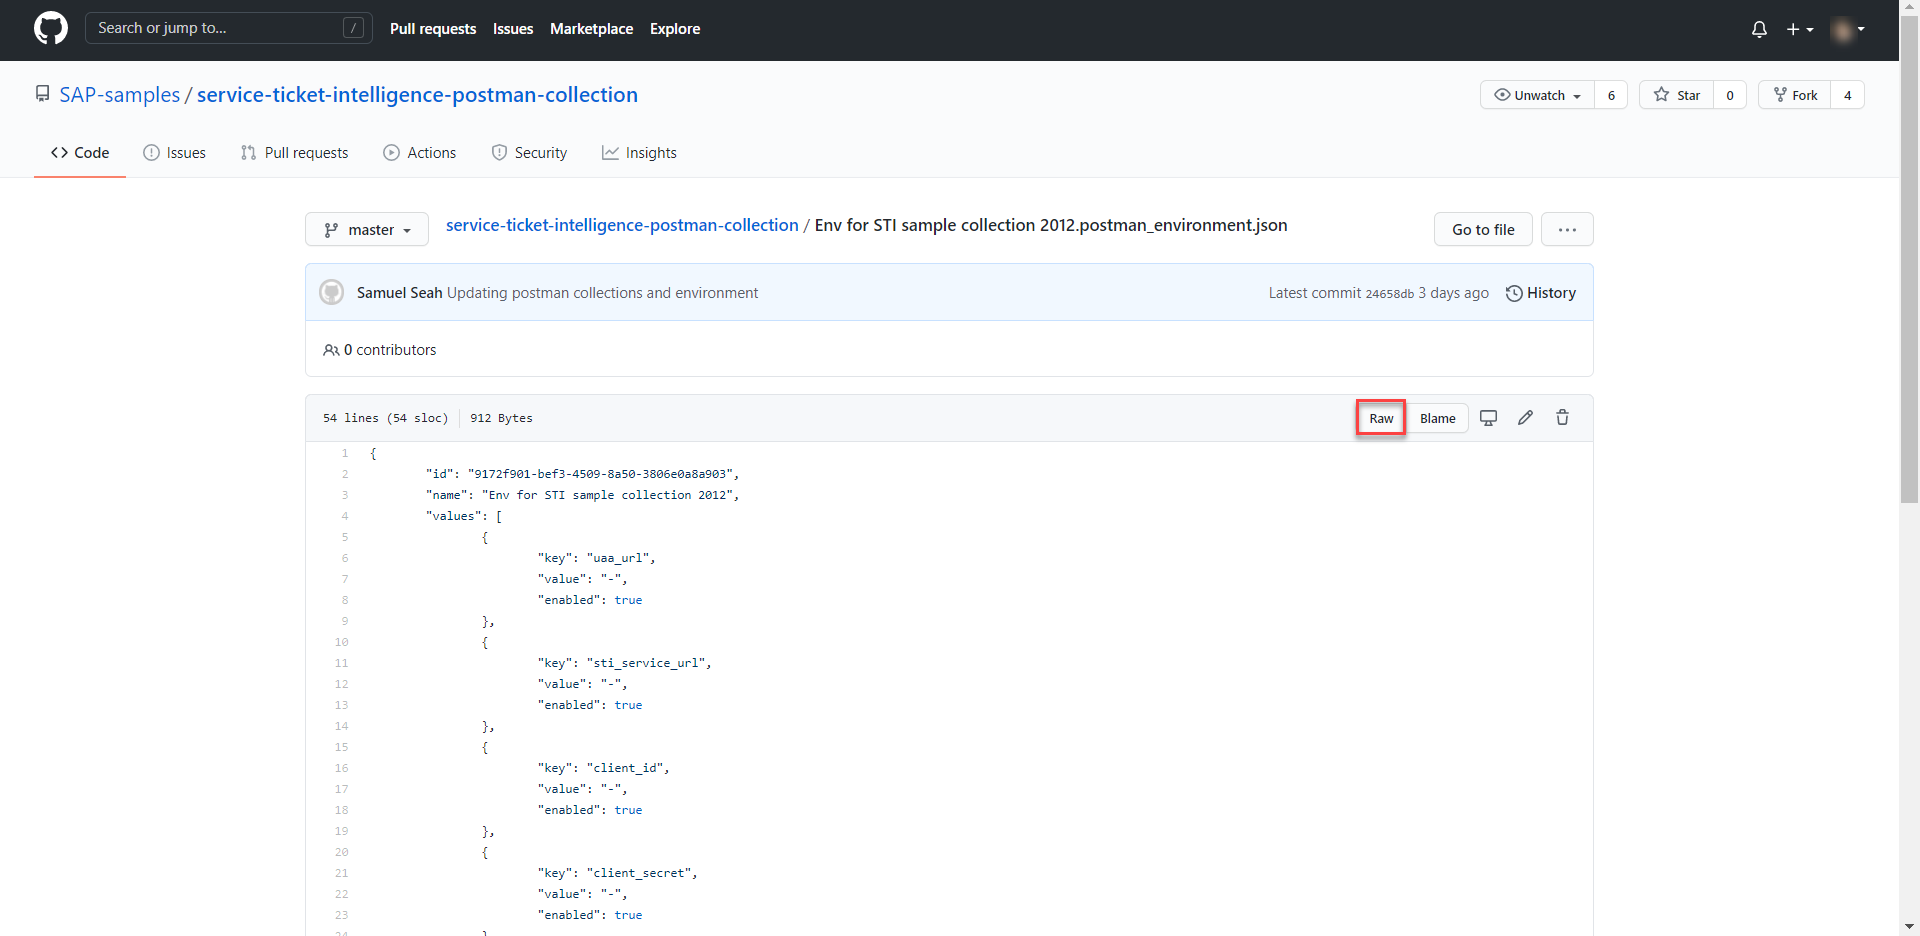 Search or jump to... / Pull requests Issues Marketplace Explore
SAP-samples / service-ticket-intelligence-postman-collection Unwatch 6 Star 0 Fork 4
Code Issues Pull requests Actions Security Insights
master service-ticket-intelligence-postman-collection / Env for STI sample collection 2012.postman_environment.json Go to file ...
Samuel Seah Updating postman collections and environment Latest commit 24658db 3 days ago History
0 contributors
54 lines (54 sloc) 912 Bytes Raw Blame
1 {
2 "id": "9172f901-bef3-4509-8a50-3806e0a8a903",
3 "name": "Env for STI sample collection 2012",
4 "values": [
5 {
6 "key": "uaa_url",
7 "value": "-",
8 "enabled": true
9 },
10 {
11 "key": "sti_service_url",
12 "value": "-",
13 "enabled": true
14 },
15 {
16 "key": "client_id",
17 "value": "-",
18 "enabled": true
19 },
20 {
21 "key": "client_secret",
22 "value": "-",
23 "enabled": true